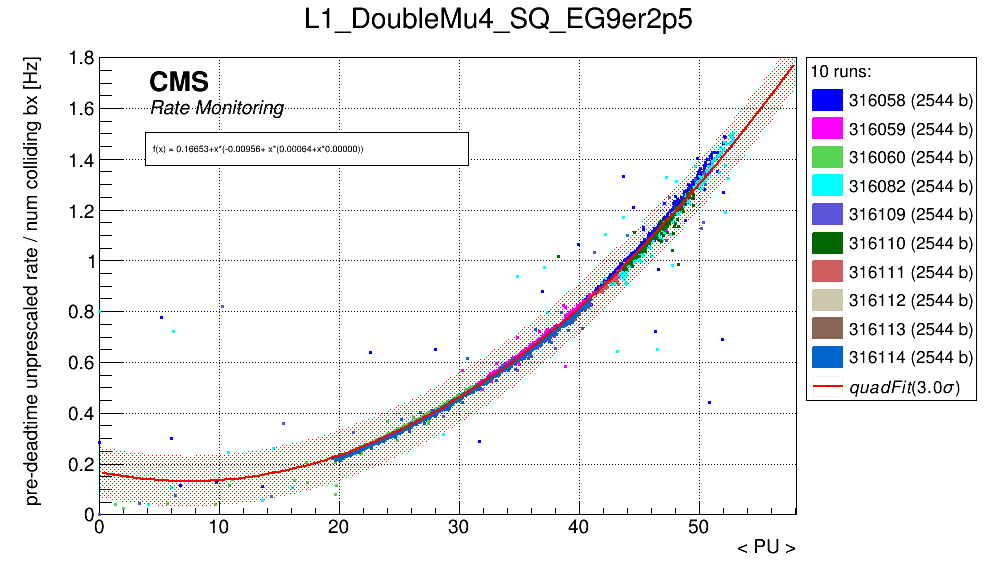 L1_DoubleMu4_SQ_EG9er2p5
pre-deadtime unprescaled rate / num colliding bx [Hz]
CMS
Rate Monitoring
f(x) = 0.16653+x*(-0.00956+ x*(0.00064+x*0.00000))
1.8
1.6
1.4
1.2
1
0.8
0.6
0.4
0.2
0
0 10 20 30 40 50
< PU >
10 runs:
316058 (2544 b)
316059 (2544 b)
316060 (2544 b)
316082 (2544 b)
316109 (2544 b)
316110 (2544 b)
316111 (2544 b)
316112 (2544 b)
316113 (2544 b)
316114 (2544 b)
quadFit(3.0σ)